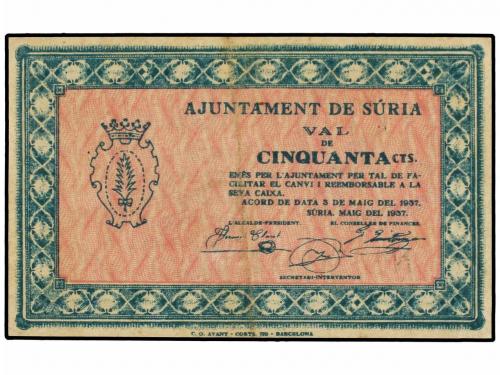 AJUNTAMENT DE SÚRIA
VAL
DE
CINQUANTA CTS.
EMÈS PER L'AJUNTAMENT PER TAL DE FA-
CILITAR EL CANVI I REEMBORSABLE A LA
SEVA CAIXA.
ACORD DE DATA 3 DE MAIG DEL 1937.
SÚRIA. MAIG DEL 1937.
L'ALCALDE-PRESIDENT. EL CONSELLER DE FINANCES,
SECRETARI-INTERVENTOR
C. O. AVANT - CORTS, 719 - BARCELONA